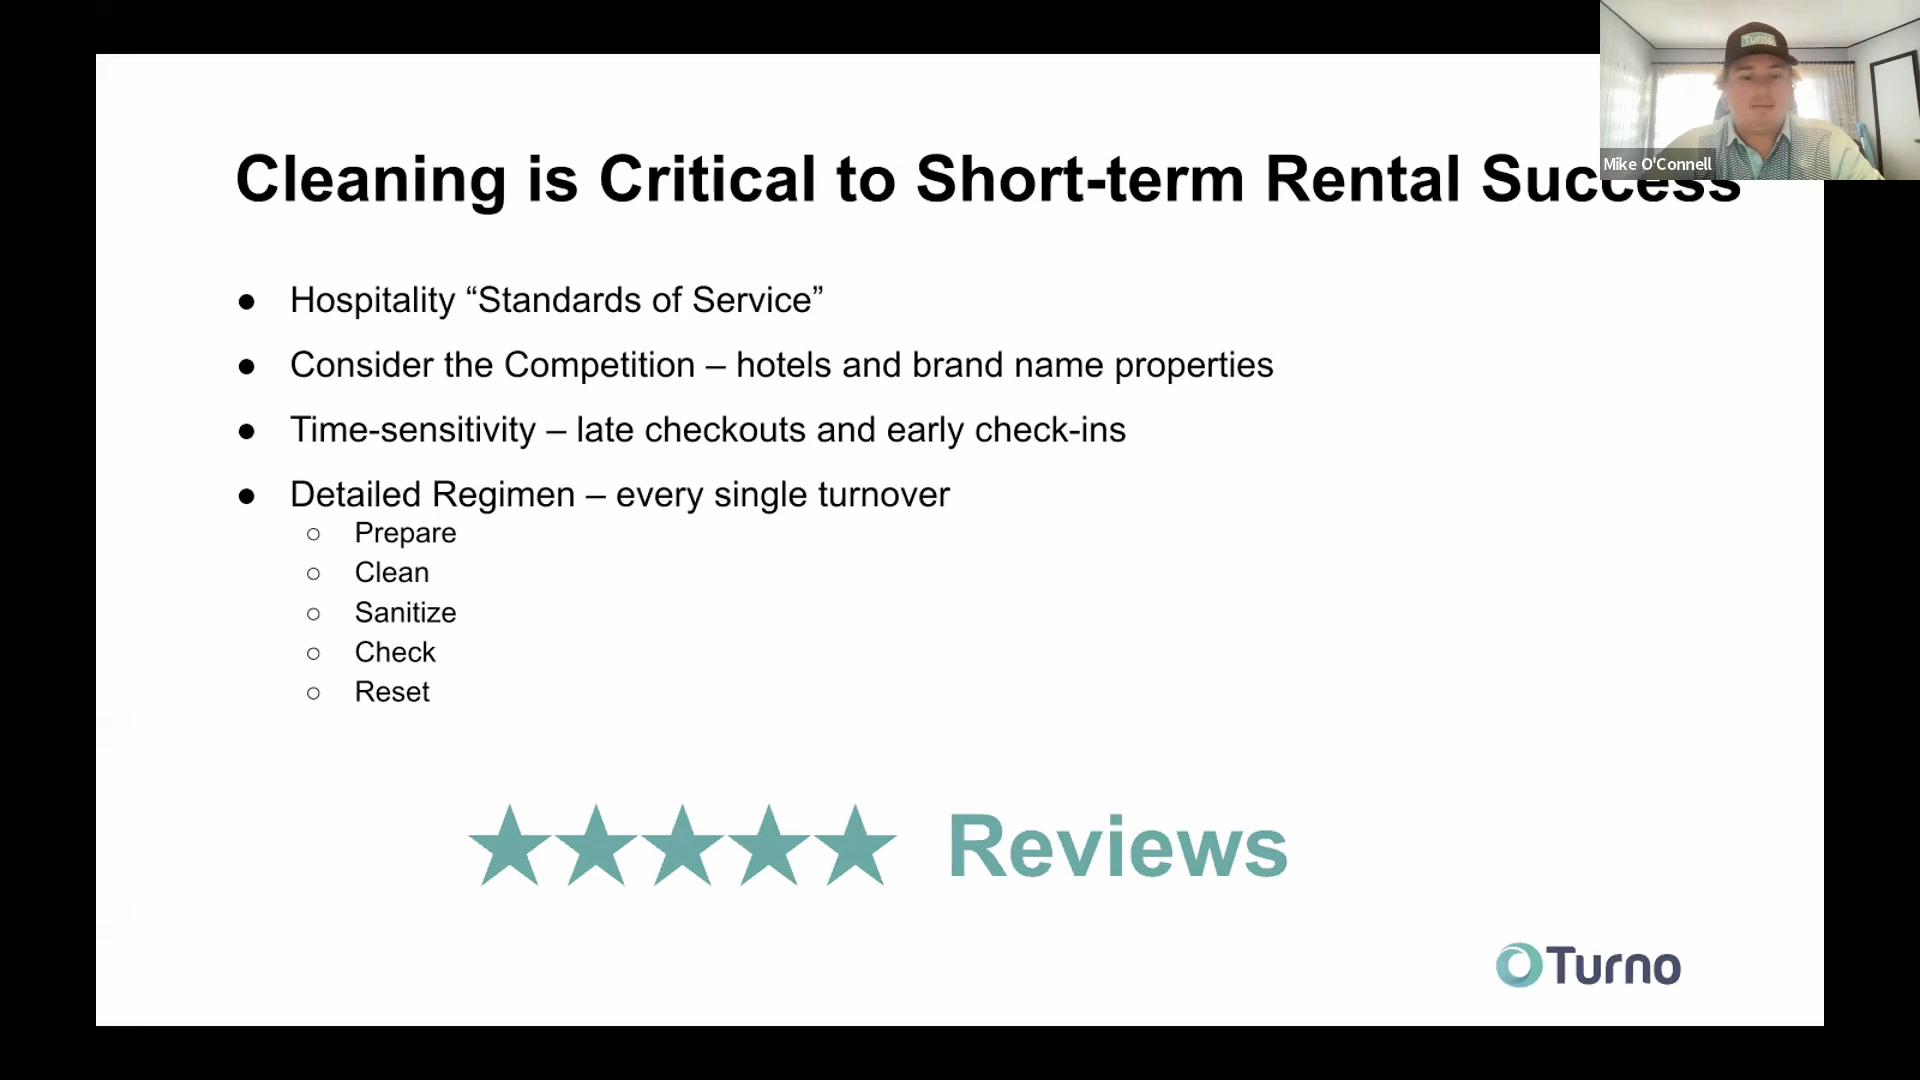 Turno
Mike O'Connell
Cleaning is Critical to Short-term Rental Success
● Hospitality “Standards of Service”
● Consider the Competition – hotels and brand name properties
● Time-sensitivity – late checkouts and early check-ins
● Detailed Regimen – every single turnover
○ Prepare
○ Clean
○ Sanitize
○ Check
○ Reset
Reviews
Turno